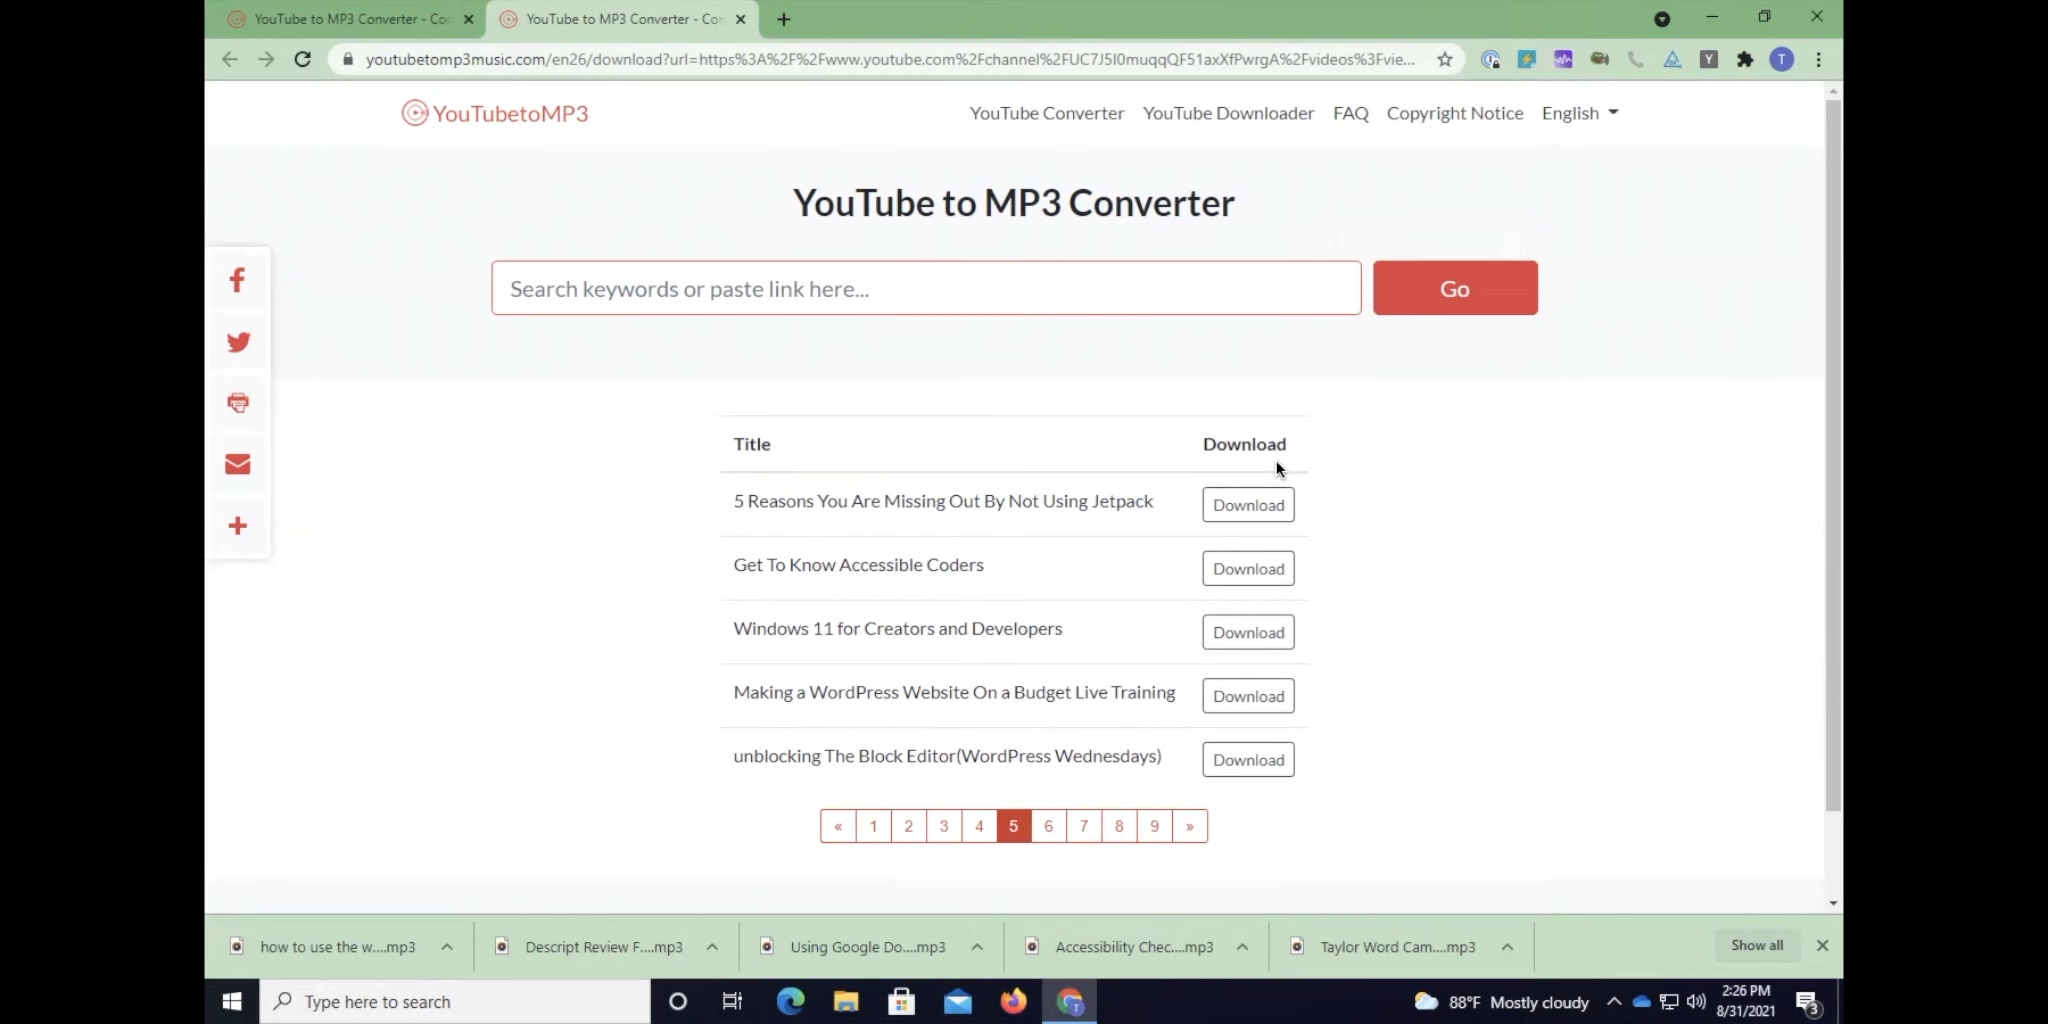 YouTube to MP3 Converter - Con
YouTube to MP3 Converter - Con
youtubetomp3music.com/en26/download?url=https%3A%2F%2Fwww.youtube.com%2Fchannel%2FUC7J5I0muqqQF51axXfPwrgA%2Fvideos%3Fvie...
Y
T
YouTubetoMP3
YouTube Converter
YouTube Downloader
FAQ
Copyright Notice
English
YouTube to MP3 Converter
Search keywords or paste link here...
Go
Title
Download
5 Reasons You Are Missing Out By Not Using Jetpack
Download
Get To Know Accessible Coders
Download
Windows 11 for Creators and Developers
Download
Making a WordPress Website On a Budget Live Training
Download
unblocking The Block Editor(WordPress Wednesdays)
Download
« 1 2 3 4 5 6 7 8 9 »
how to use the w....mp3
Descript Review F....mp3
Using Google Do....mp3
Accessibility Chec....mp3
Taylor Word Cam....mp3
Show all
Type here to search
88°F Mostly cloudy
2:26 PM
8/31/2021
3